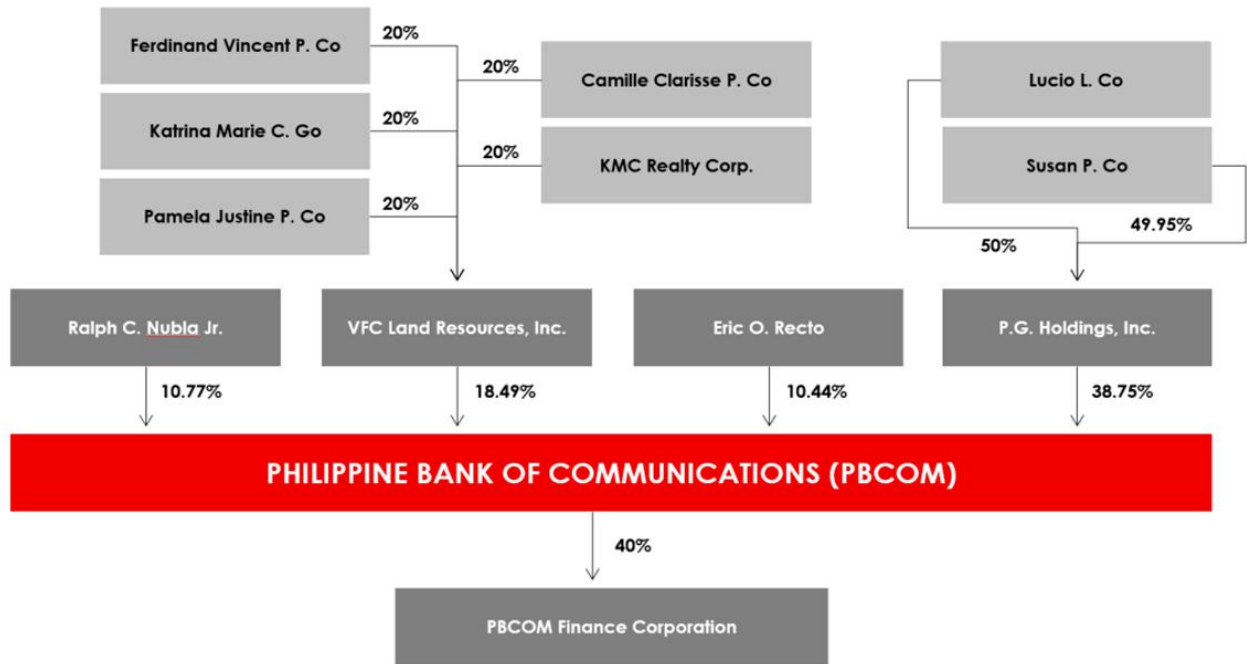 Ferdinand Vincent P. Co
20%
20%
Camille Clarisse P. Co
Lucio L. Co
Katrina Marie C. Go
20%
20%
KMC Realty Corp.
Susan P. Co
Pamela Justine P. Co
20%
50%
49.95%
Ralph C. Nubla Jr.
VFC Land Resources, Inc.
Eric O. Recto
P.G. Holdings, Inc.
10.77%
18.49%
10.44%
38.75%
PHILIPPINE BANK OF COMMUNICATIONS (PBCOM)
40%
PBCOM Finance Corporation